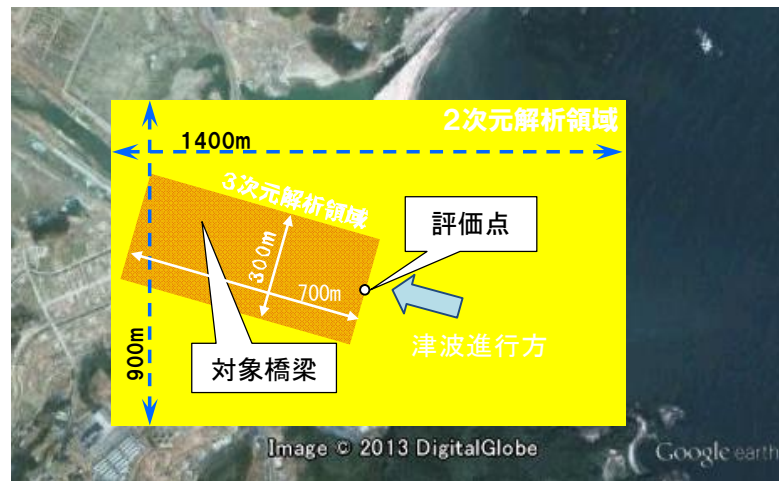 2次元解析領域
1400m
3次元解析領域
評価点
300m
700m
津波進行方
対象橋梁
900m
Image © 2013 DigitalGlobe
Google earth